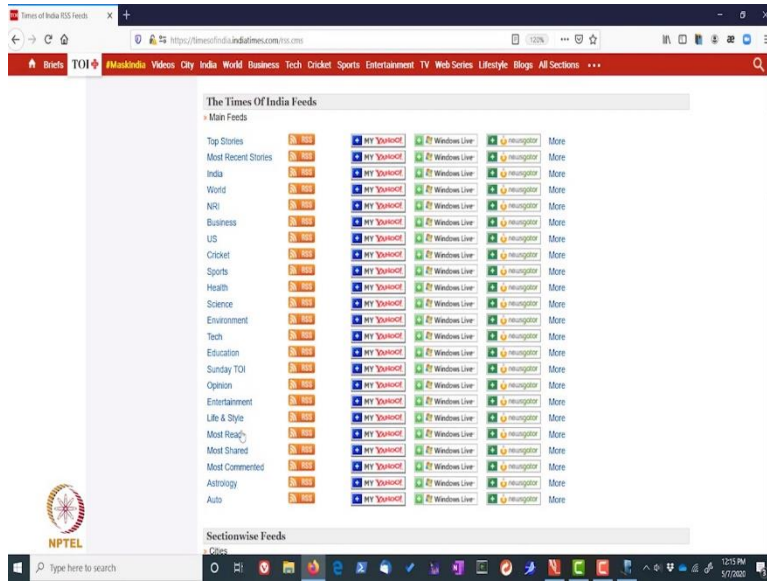 Times of India RSS Feeds
https://timesofindia.indiatimes.com/rss.cms 120%
Briefs TOI #MaskIndia Videos City India World Business Tech Cricket Sports Entertainment TV Web Series Lifestyle Blogs All Sections
The Times Of India Feeds
» Main Feeds
Top Stories RSS MY YAHOO! Windows Live newsgator More
Most Recent Stories RSS MY YAHOO! Windows Live newsgator More
India RSS MY YAHOO! Windows Live newsgator More
World RSS MY YAHOO! Windows Live newsgator More
NRI RSS MY YAHOO! Windows Live newsgator More
Business RSS MY YAHOO! Windows Live newsgator More
US RSS MY YAHOO! Windows Live newsgator More
Cricket RSS MY YAHOO! Windows Live newsgator More
Sports RSS MY YAHOO! Windows Live newsgator More
Health RSS MY YAHOO! Windows Live newsgator More
Science RSS MY YAHOO! Windows Live newsgator More
Environment RSS MY YAHOO! Windows Live newsgator More
Tech RSS MY YAHOO! Windows Live newsgator More
Education RSS MY YAHOO! Windows Live newsgator More
Sunday TOI RSS MY YAHOO! Windows Live newsgator More
Opinion RSS MY YAHOO! Windows Live newsgator More
Entertainment RSS MY YAHOO! Windows Live newsgator More
Life & Style RSS MY YAHOO! Windows Live newsgator More
Most Read RSS MY YAHOO! Windows Live newsgator More
Most Shared RSS MY YAHOO! Windows Live newsgator More
Most Commented RSS MY YAHOO! Windows Live newsgator More
Astrology RSS MY YAHOO! Windows Live newsgator More
Auto RSS MY YAHOO! Windows Live newsgator More
Sectionwise Feeds
» Cities
NPTEL
Type here to search
12:15 PM
5/7/2020